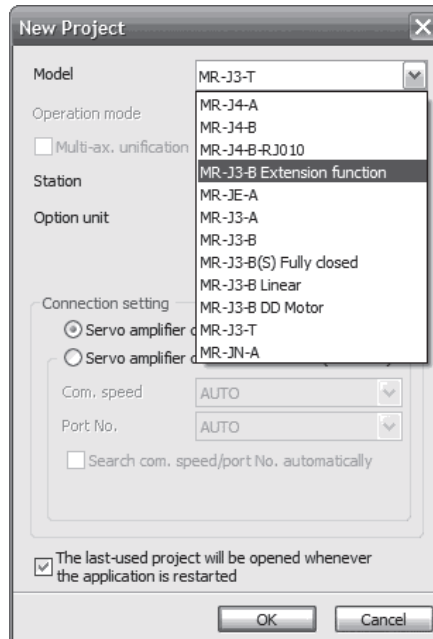 New Project
Model
MR-J3-T
MR-J4-A
MR-J4-B
MR-J4-B-RJ010
MR-J3-B Extension function
MR-JE-A
MR-J3-A
MR-J3-B
MR-J3-B(S) Fully closed
MR-J3-B Linear
MR-J3-B DD Motor
MR-J3-T
MR-JN-A
Operation mode
Multi-ax. unification
Station
Option unit
Connection setting
Servo amplifier
Servo amplifier
Com. speed
AUTO
Port No.
AUTO
Search com. speed/port No. automatically
The last-used project will be opened whenever
the application is restarted
OK
Cancel